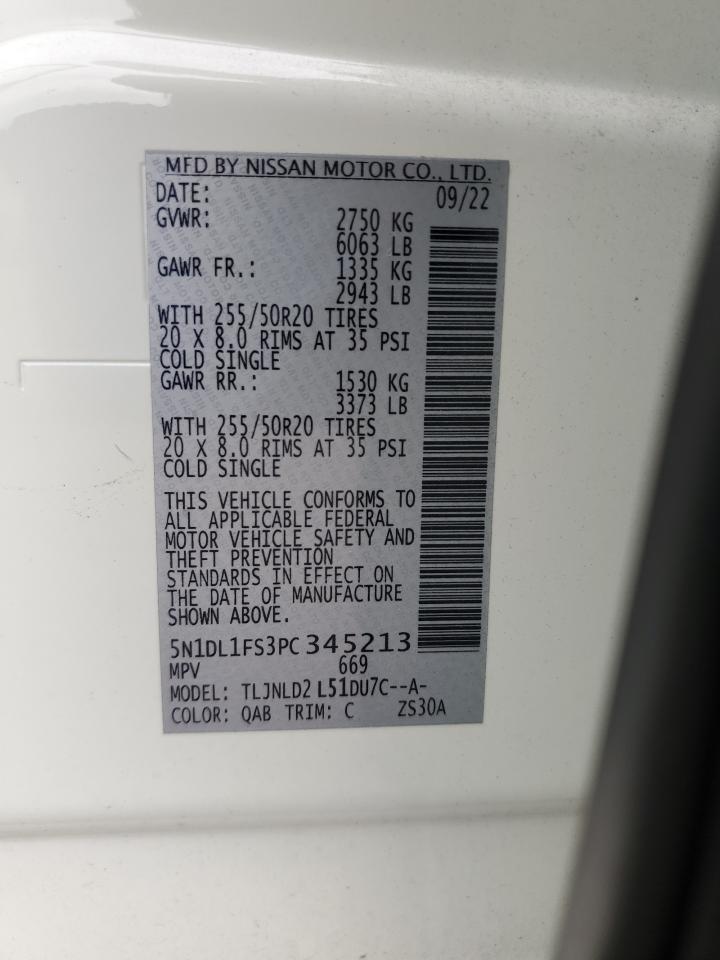 MFD BY NISSAN MOTOR CO., LTD.
DATE: 09/22
GVWR: 2750 KG
6063 LB
GAWR FR.: 1335 KG
2943 LB
WITH 255/50R20 TIRES
20 X 8.0 RIMS AT 35 PSI
COLD SINGLE
GAWR RR.: 1530 KG
3373 LB
WITH 255/50R20 TIRES
20 X 8.0 RIMS AT 35 PSI
COLD SINGLE
THIS VEHICLE CONFORMS TO
ALL APPLICABLE FEDERAL
MOTOR VEHICLE SAFETY AND
THEFT PREVENTION
STANDARDS IN EFFECT ON
THE DATE OF MANUFACTURE
SHOWN ABOVE.
5N1DL1FS3PC345213
MPV 669
MODEL: TLJNLD2 L51DU7C--A-
COLOR: QAB TRIM: C ZS30A